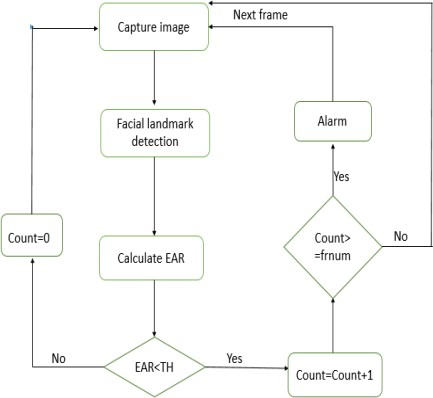 Capture image
Next frame
Facial landmark
detection
Alarm
Yes
Count=0
Count>
=frnum
No
Calculate EAR
No
EAR<TH
Yes
Count=Count+1